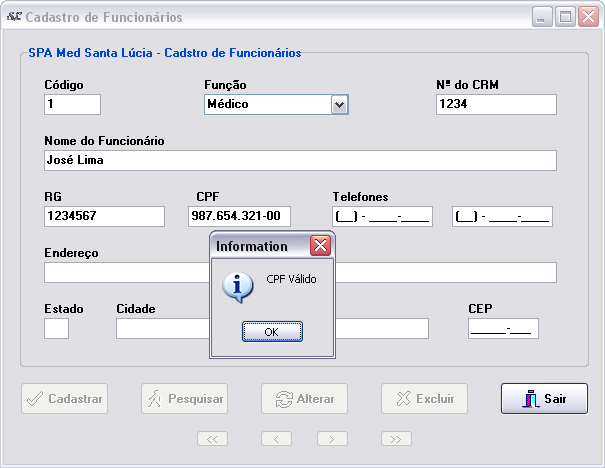 Cadastro de Funcionários
SPA Med Santa Lúcia - Cadstro de Funcionários
Código Função Nº do CRM
1 Médico 1234
Nome do Funcionário
José Lima
RG CPF Telefones
1234567 987.654.321-00 (__) - ____-____ (__) - ____-____
Information
Endereço
CPF Válido
Estado Cidade CEP
OK _____-___
Cadastrar Pesquisar Alterar Excluir Sair
<< < > >>